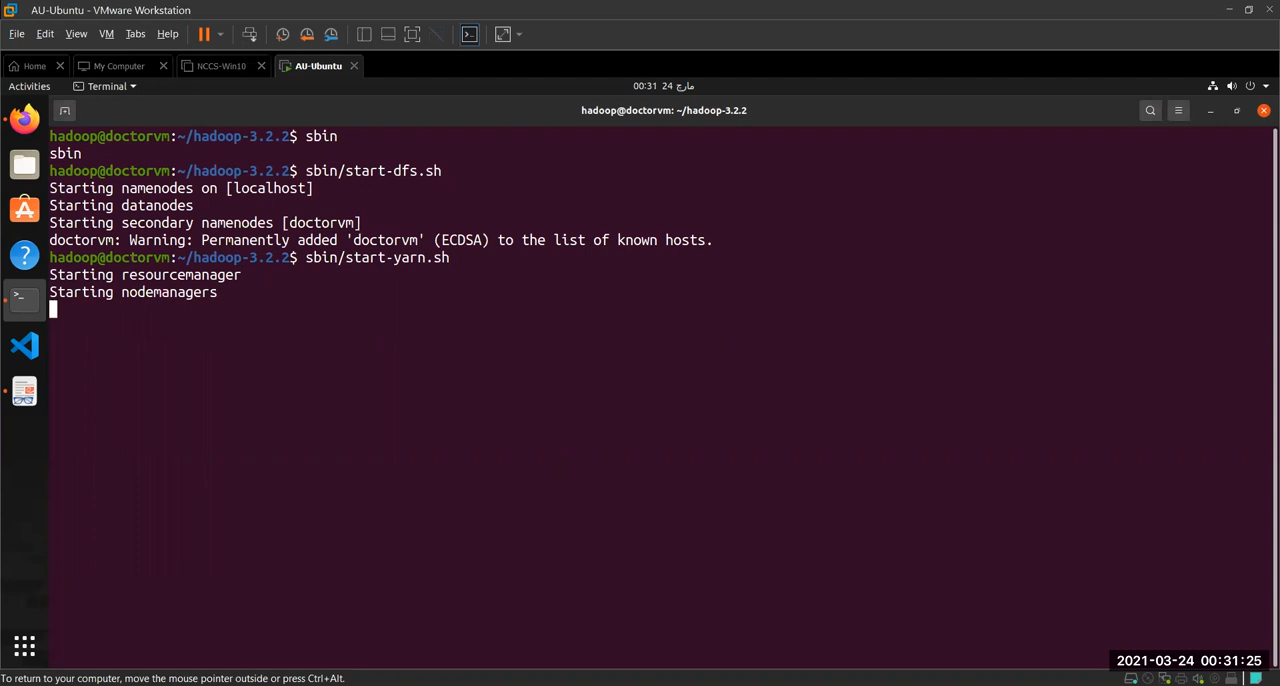 AU-Ubuntu - VMware Workstation
File Edit View VM Tabs Help
Home My Computer NCCS-Win10 AU-Ubuntu
Activities Terminal 00:31 24 مارچ
hadoop@doctorvm: ~/hadoop-3.2.2
hadoop@doctorvm:~/hadoop-3.2.2$ sbin
sbin
hadoop@doctorvm:~/hadoop-3.2.2$ sbin/start-dfs.sh
Starting namenodes on [localhost]
Starting datanodes
Starting secondary namenodes [doctorvm]
doctorvm: Warning: Permanently added 'doctorvm' (ECDSA) to the list of known hosts.
hadoop@doctorvm:~/hadoop-3.2.2$ sbin/start-yarn.sh
Starting resourcemanager
Starting nodemanagers
2021-03-24 00:31:25
To return to your computer, move the mouse pointer outside or press Ctrl+Alt.